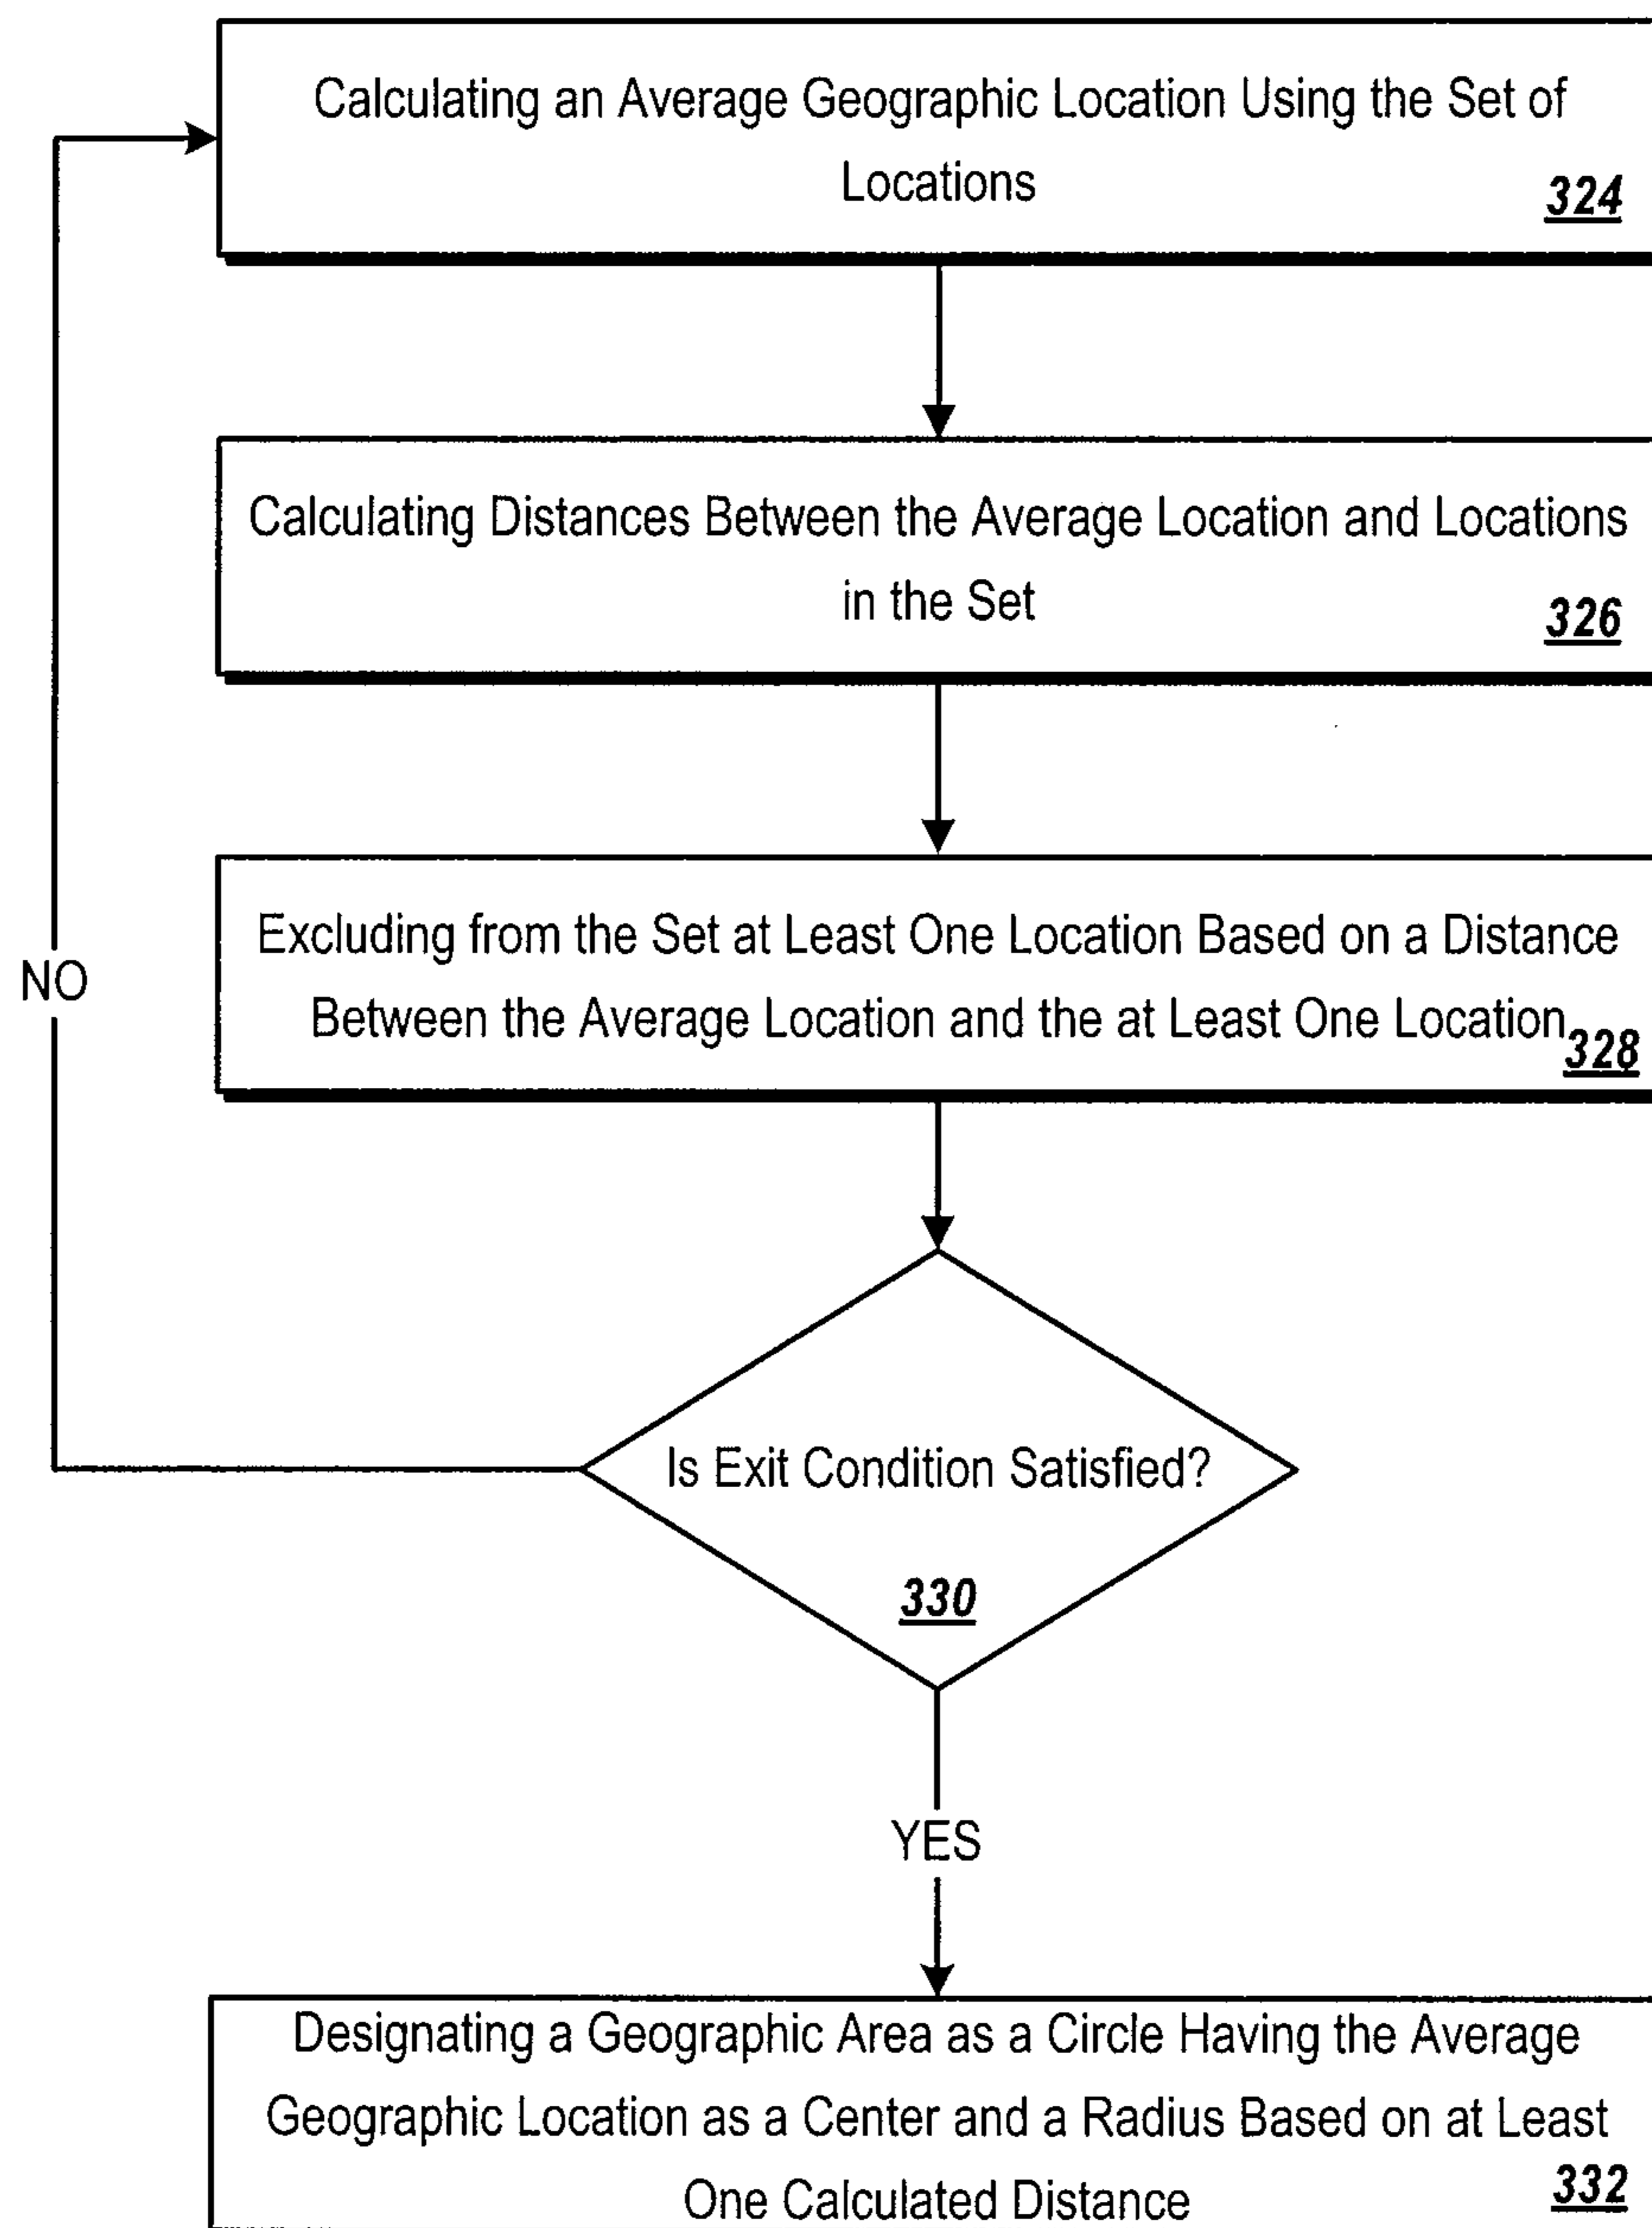 Calculating an Average Geographic Location Using the Set of
Locations
324
Calculating Distances Between the Average Location and Locations
in the Set
326
Excluding from the Set at Least One Location Based on a Distance
Between the Average Location and the at Least One Location
328
NO
Is Exit Condition Satisfied?
330
YES
Designating a Geographic Area as a Circle Having the Average
Geographic Location as a Center and a Radius Based on at Least
One Calculated Distance
332